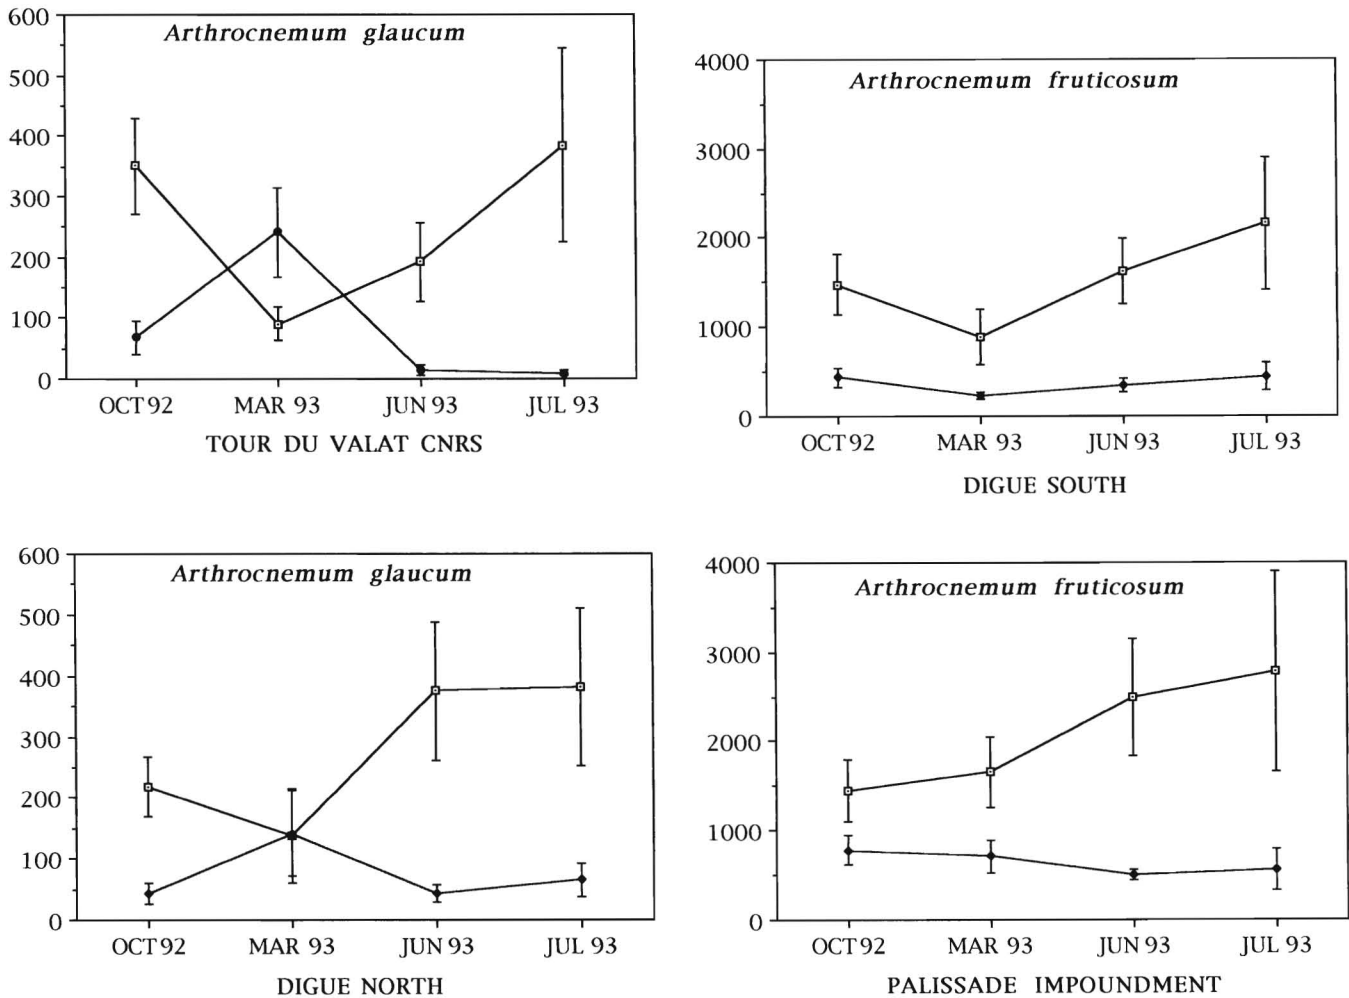 600
500
400
300
200
100
0
Arthrocnemum glaucum
OCT 92 MAR 93 JUN 93 JUL 93
TOUR DU VALAT CNRS
4000
3000
2000
1000
0
Arthrocnemum fruticosum
OCT 92 MAR 93 JUN 93 JUL 93
DIGUE SOUTH
600
500
400
300
200
100
0
Arthrocnemum glaucum
OCT 92 MAR 93 JUN 93 JUL 93
DIGUE NORTH
4000
3000
2000
1000
0
Arthrocnemum fruticosum
OCT 92 MAR 93 JUN 93 JUL 93
PALISSADE IMPOUNDMENT